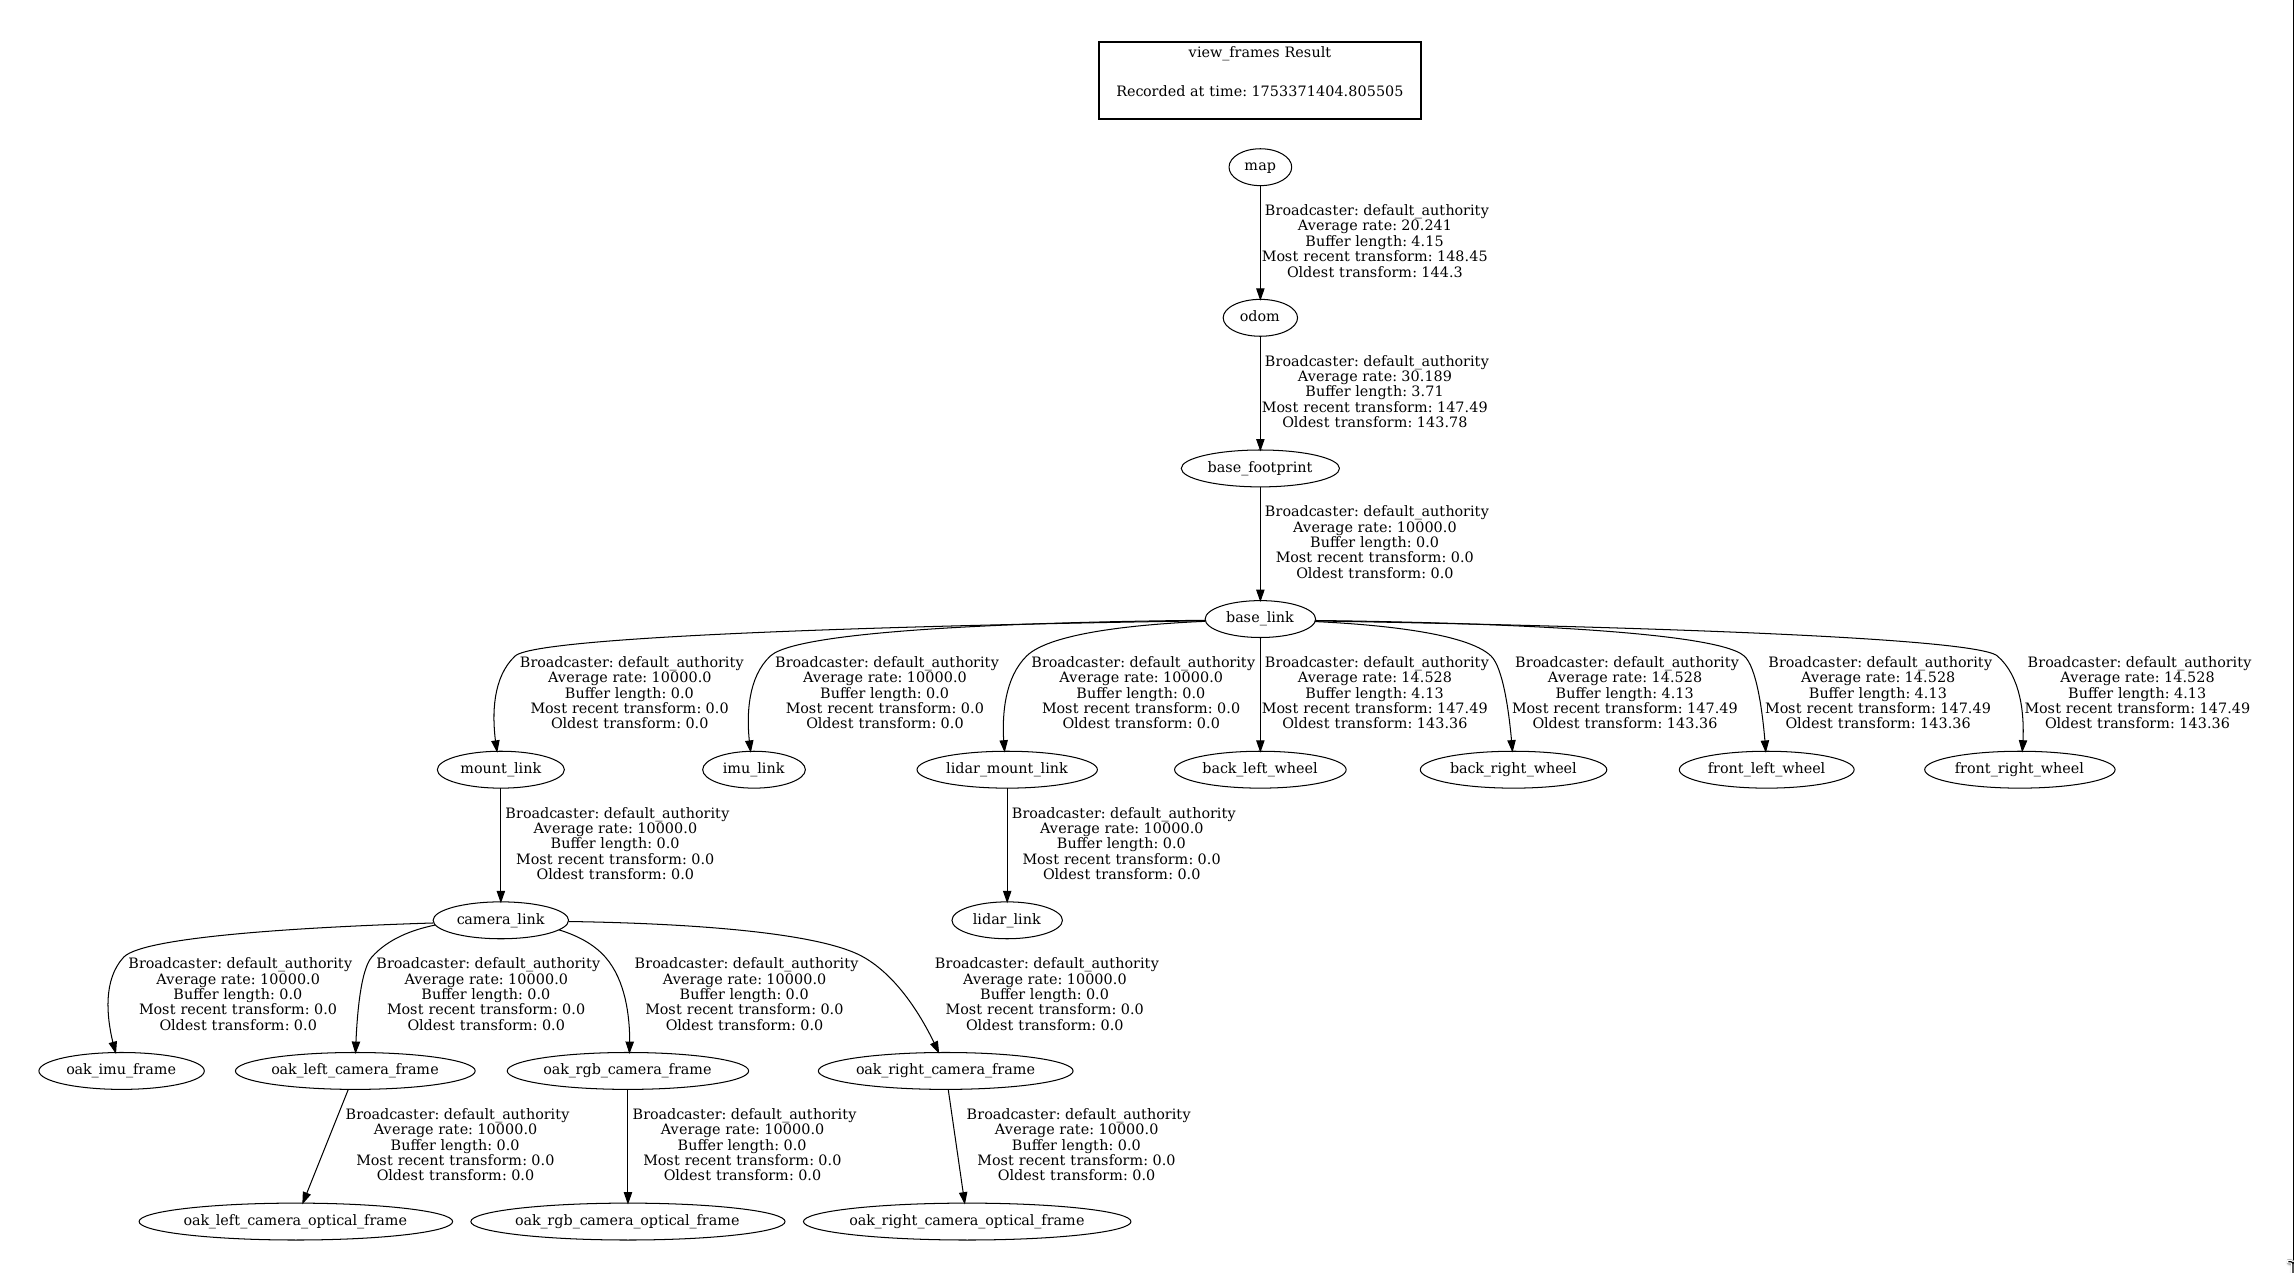 view_frames Result
Recorded at time: 1753371404.805505
map
Broadcaster: default_authority
Average rate: 20.241
Buffer length: 4.15
Most recent transform: 148.45
Oldest transform: 144.3
odom
Broadcaster: default_authority
Average rate: 30.189
Buffer length: 3.71
Most recent transform: 147.49
Oldest transform: 143.78
base_footprint
Broadcaster: default_authority
Average rate: 10000.0
Buffer length: 0.0
Most recent transform: 0.0
Oldest transform: 0.0
base_link
Broadcaster: default_authority
Average rate: 10000.0
Buffer length: 0.0
Most recent transform: 0.0
Oldest transform: 0.0
Broadcaster: default_authority
Average rate: 10000.0
Buffer length: 0.0
Most recent transform: 0.0
Oldest transform: 0.0
Broadcaster: default_authority
Average rate: 10000.0
Buffer length: 0.0
Most recent transform: 0.0
Oldest transform: 0.0
Broadcaster: default_authority
Average rate: 14.528
Buffer length: 4.13
Most recent transform: 147.49
Oldest transform: 143.36
Broadcaster: default_authority
Average rate: 14.528
Buffer length: 4.13
Most recent transform: 147.49
Oldest transform: 143.36
Broadcaster: default_authority
Average rate: 14.528
Buffer length: 4.13
Most recent transform: 147.49
Oldest transform: 143.36
Broadcaster: default_authority
Average rate: 14.528
Buffer length: 4.13
Most recent transform: 147.49
Oldest transform: 143.36
mount_link
imu_link
lidar_mount_link
back_left_wheel
back_right_wheel
front_left_wheel
front_right_wheel
Broadcaster: default_authority
Average rate: 10000.0
Buffer length: 0.0
Most recent transform: 0.0
Oldest transform: 0.0
Broadcaster: default_authority
Average rate: 10000.0
Buffer length: 0.0
Most recent transform: 0.0
Oldest transform: 0.0
camera_link
lidar_link
Broadcaster: default_authority
Average rate: 10000.0
Buffer length: 0.0
Most recent transform: 0.0
Oldest transform: 0.0
Broadcaster: default_authority
Average rate: 10000.0
Buffer length: 0.0
Most recent transform: 0.0
Oldest transform: 0.0
Broadcaster: default_authority
Average rate: 10000.0
Buffer length: 0.0
Most recent transform: 0.0
Oldest transform: 0.0
Broadcaster: default_authority
Average rate: 10000.0
Buffer length: 0.0
Most recent transform: 0.0
Oldest transform: 0.0
oak_imu_frame
oak_left_camera_frame
oak_rgb_camera_frame
oak_right_camera_frame
Broadcaster: default_authority
Average rate: 10000.0
Buffer length: 0.0
Most recent transform: 0.0
Oldest transform: 0.0
Broadcaster: default_authority
Average rate: 10000.0
Buffer length: 0.0
Most recent transform: 0.0
Oldest transform: 0.0
Broadcaster: default_authority
Average rate: 10000.0
Buffer length: 0.0
Most recent transform: 0.0
Oldest transform: 0.0
oak_left_camera_optical_frame
oak_rgb_camera_optical_frame
oak_right_camera_optical_frame